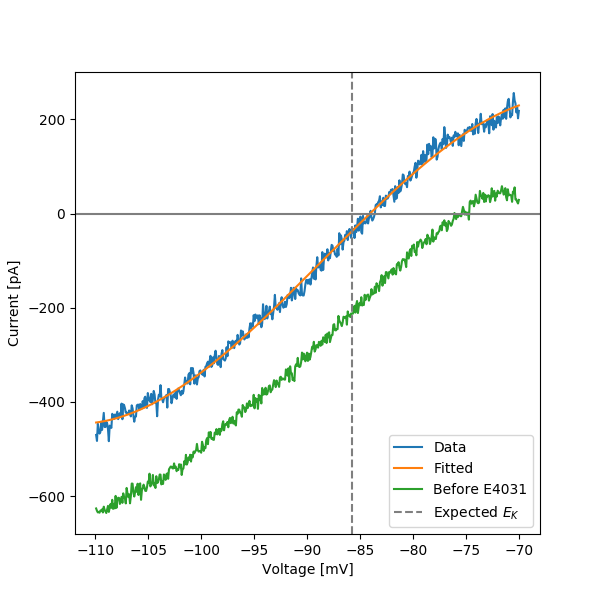 200
0
−200
−400
−600
Current [pA]
−110
−105
−100
−95
−90
−85
−80
−75
−70
Voltage [mV]
Data
Fitted
Before E4031
Expected E_K